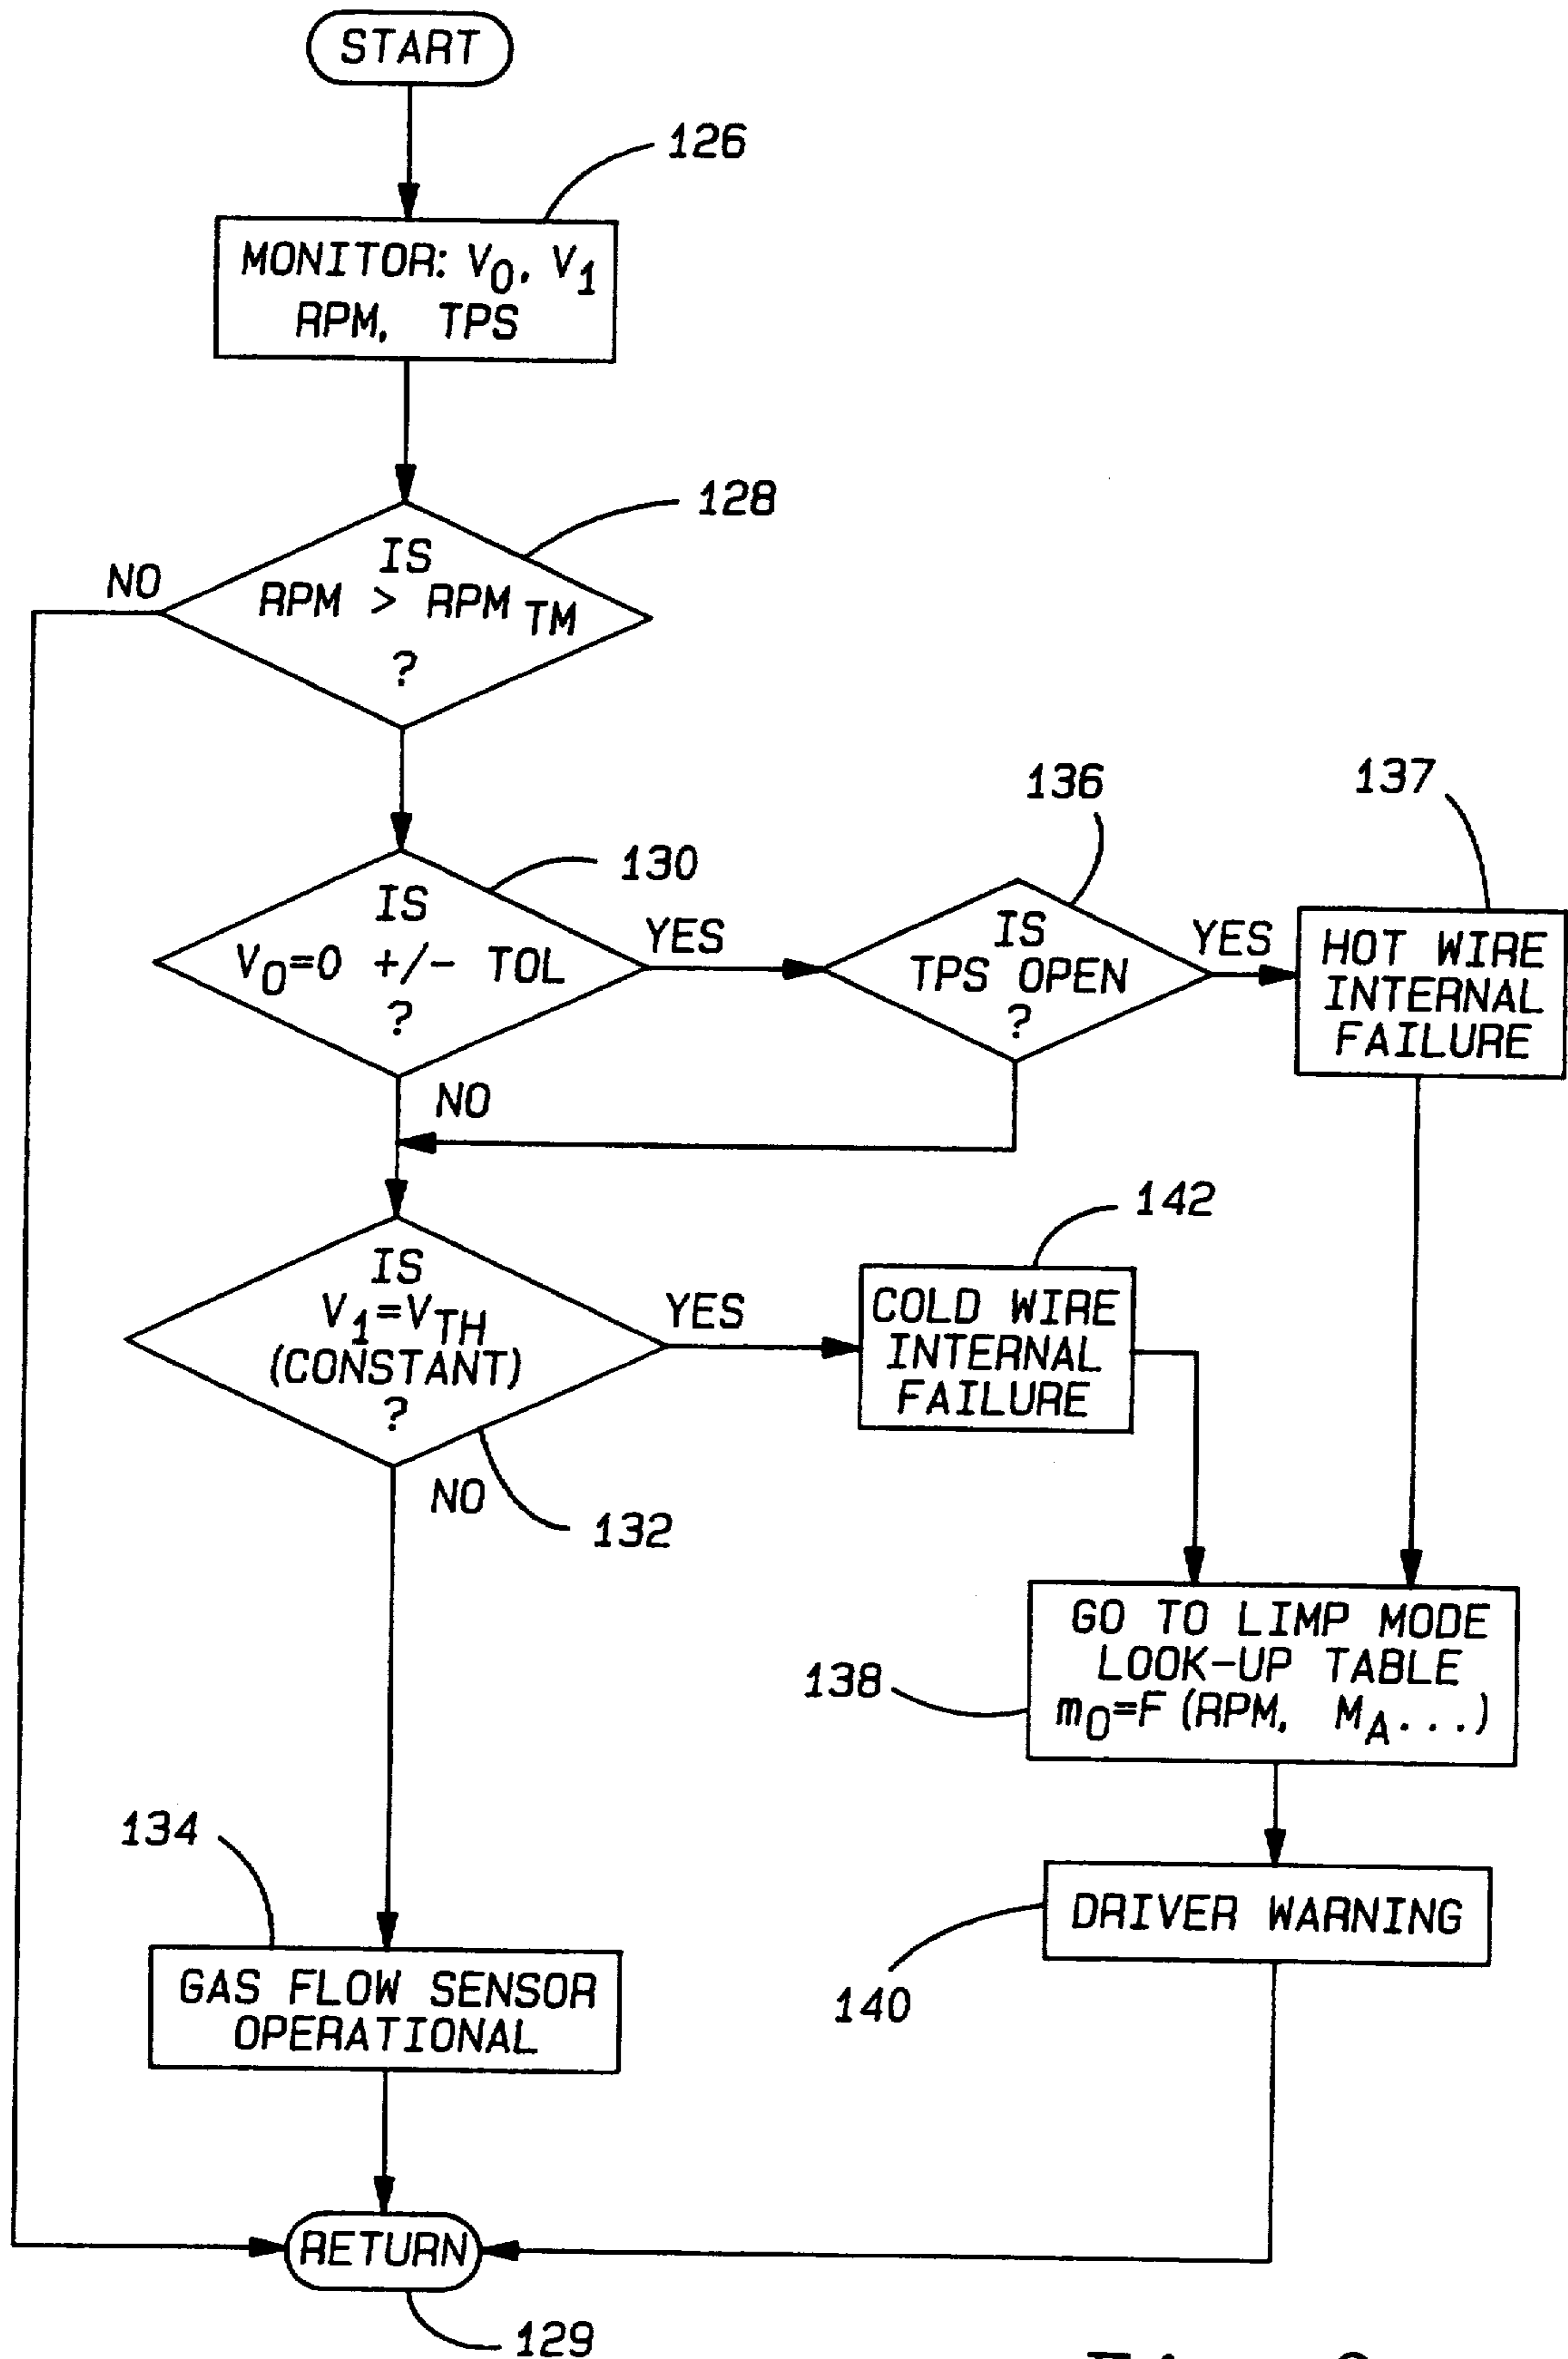 START
126
MONITOR: V0, V1
RPM, TPS
128
IS
RPM > RPM TM
?
NO
136
137
130
IS
V0=0 +/- TOL
?
YES
IS
TPS OPEN
?
YES
HOT WIRE
INTERNAL
FAILURE
NO
142
IS
V1=VTH
(CONSTANT)
?
YES
COLD WIRE
INTERNAL
FAILURE
NO
132
GO TO LIMP MODE
LOOK-UP TABLE
m0=F (RPM, MA...)
138
134
DRIVER WARNING
140
GAS FLOW SENSOR
OPERATIONAL
RETURN
129